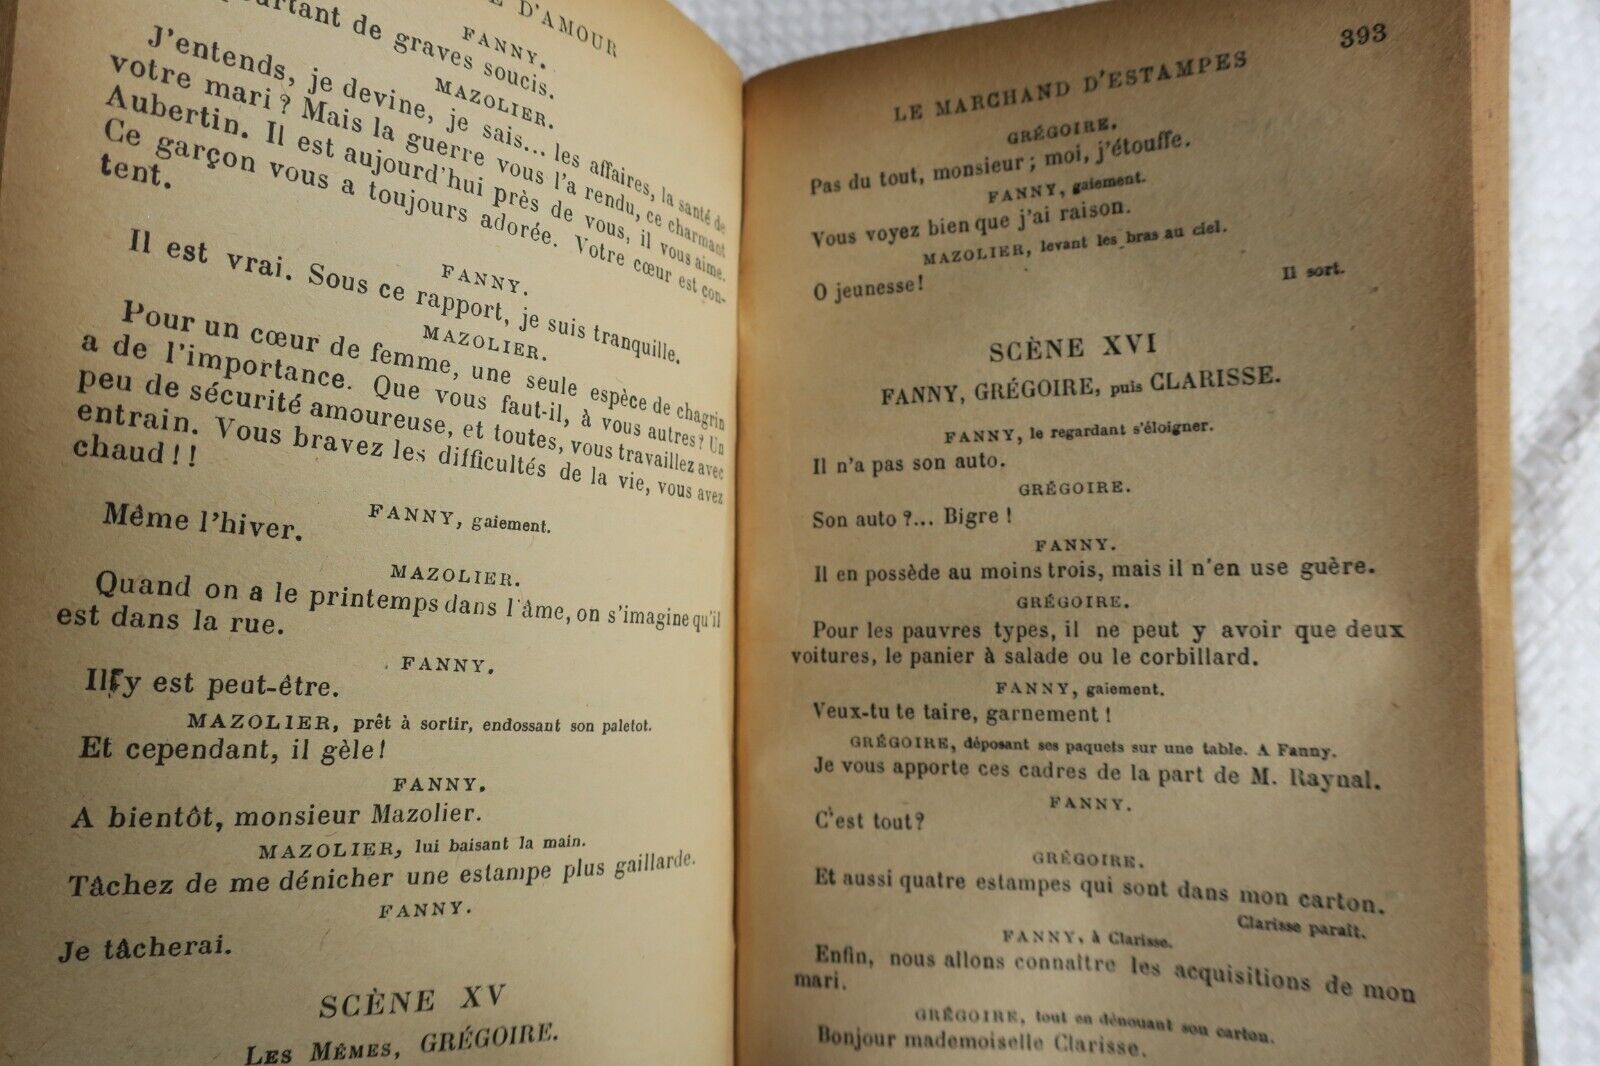 D'AMOUR
FANNY.
pourtant de graves soucis.
MAZOLIER.
J'entends, je devine, je sais... les affaires, la santé de
votre mari ? Mais la guerre vous l'a rendu, ce charmant
Aubertin. Il est aujourd'hui près de vous, il vous aime.
Ce garçon vous a toujours adorée. Votre cœur est con-
tent.
FANNY.
Il est vrai. Sous ce rapport, je suis tranquille.
MAZOLIER.
Pour un cœur de femme, une seule espèce de chagrin
a de l'importance. Que vous faut-il, à vous autres ? Un
peu de sécurité amoureuse, et toutes, vous travaillez avec
entrain. Vous bravez les difficultés de la vie, vous avez
chaud ! !
FANNY, gaiement.
Même l'hiver.
MAZOLIER.
Quand on a le printemps dans l'âme, on s'imagine qu'il
est dans la rue.
FANNY.
Il y est peut-être.
MAZOLIER, prêt à sortir, endossant son paletot.
Et cependant, il gèle !
FANNY.
A bientôt, monsieur Mazolier.
MAZOLIER, lui baisant la main.
Tâchez de me dénicher une estampe plus gaillarde.
FANNY.
Je tâcherai.
SCÈNE XV
LES MÊMES, GRÉGOIRE.
LE MARCHAND D'ESTAMPES 393
GRÉGOIRE.
Pas du tout, monsieur ; moi, j'étouffe.
FANNY, gaiement.
Vous voyez bien que j'ai raison.
MAZOLIER, levant les bras au ciel.
O jeunesse !
Il sort.
SCÈNE XVI
FANNY, GRÉGOIRE, puis CLARISSE.
FANNY, le regardant s'éloigner.
Il n'a pas son auto.
GRÉGOIRE.
Son auto ?... Bigre !
FANNY.
Il en possède au moins trois, mais il n'en use guère.
GRÉGOIRE.
Pour les pauvres types, il ne peut y avoir que deux
voitures, le panier à salade ou le corbillard.
FANNY, gaiement.
Veux-tu te taire, garnement !
GRÉGOIRE, déposant ses paquets sur une table. A Fanny.
Je vous apporte ces cadres de la part de M. Raynal.
FANNY.
C'est tout ?
GRÉGOIRE.
Et aussi quatre estampes qui sont dans mon carton.
Clarisse paraît.
FANNY, à Clarisse.
Enfin, nous allons connaître les acquisitions de mon
mari.
GRÉGOIRE, tout en dénouant son carton.
Bonjour mademoiselle Clarisse.